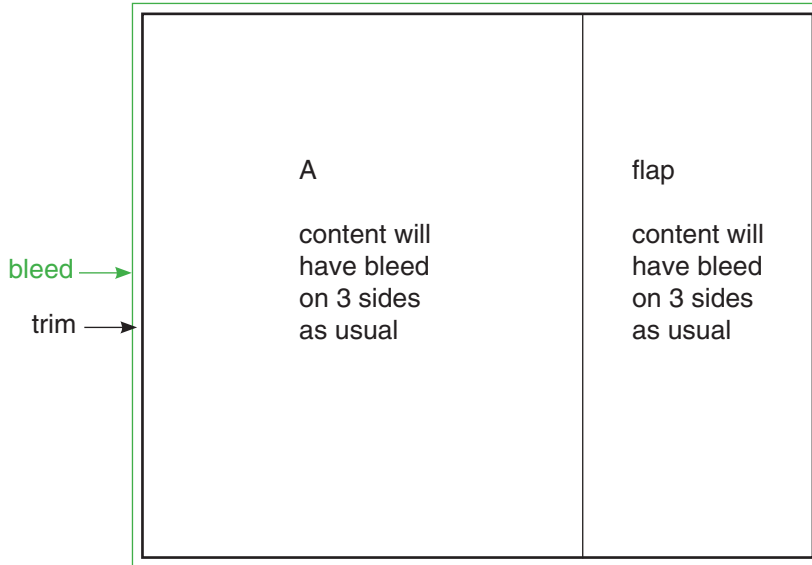 A
content will
have bleed
on 3 sides
as usual
flap
content will
have bleed
on 3 sides
as usual
bleed
trim